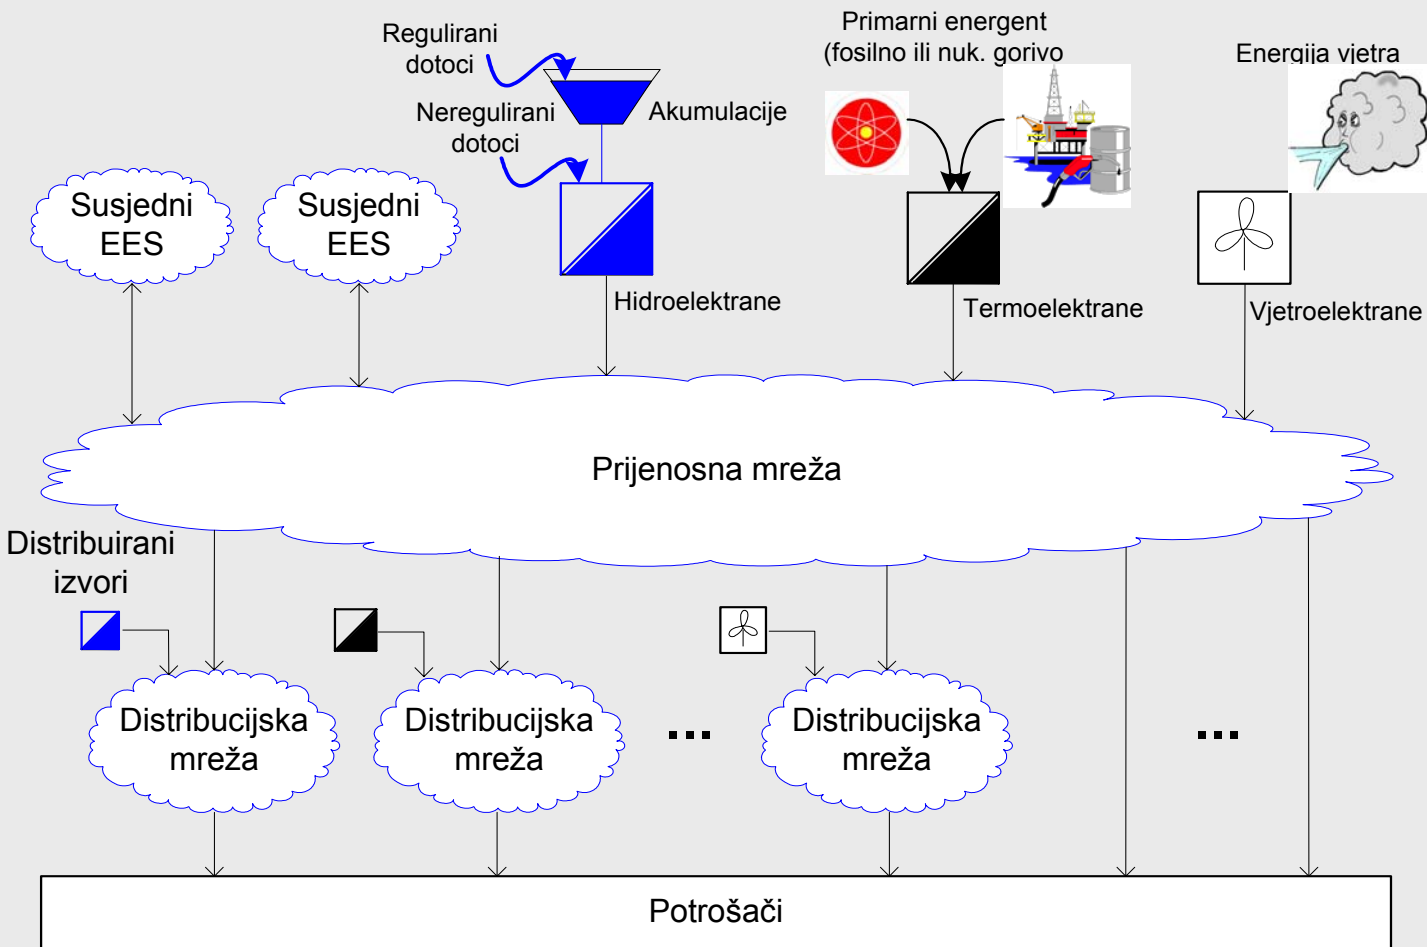 Regulirani
dotoci
Primarni energent
(fosilno ili nuk. gorivo
Energija vjetra
Neregulirani
dotoci
Akumulacije
Susjedni
EES
Susjedni
EES
Hidroelektrane
Termoelektrane
Vjetroelektrane
Prijenosna mreža
Distribuirani
izvori
Distribucijska
mreža
Distribucijska
mreža
...
Distribucijska
mreža
...
Potrošači